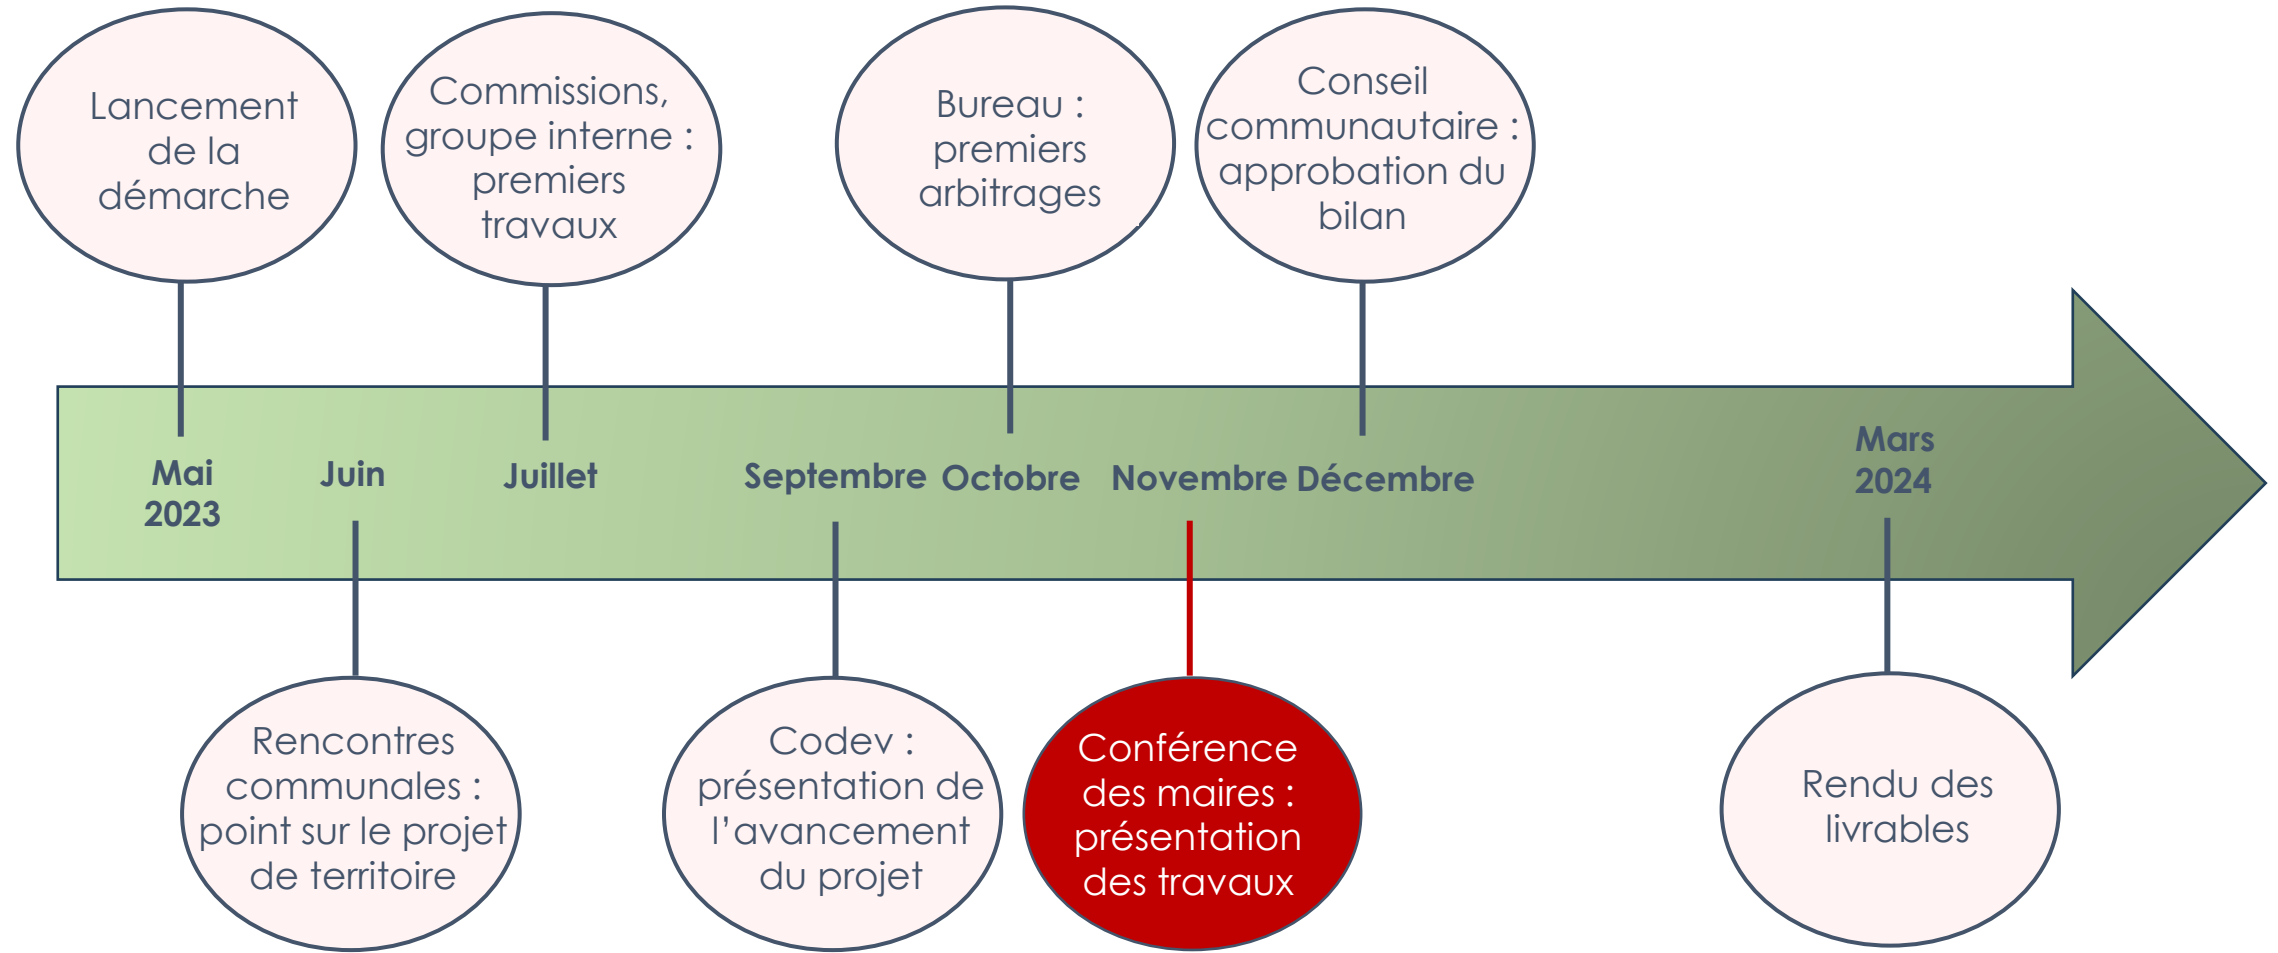 Lancement
de la
démarche
Commissions,
groupe interne :
premiers
travaux
Bureau :
premiers
arbitrages
Conseil
communautaire :
approbation du
bilan
Mai
2023
Juin
Juillet
Septembre
Octobre
Novembre
Décembre
Mars
2024
Rencontres
communales :
point sur le projet
de territoire
Codev :
présentation de
l’avancement
du projet
Conférence
des maires :
présentation
des travaux
Rendu des
livrables